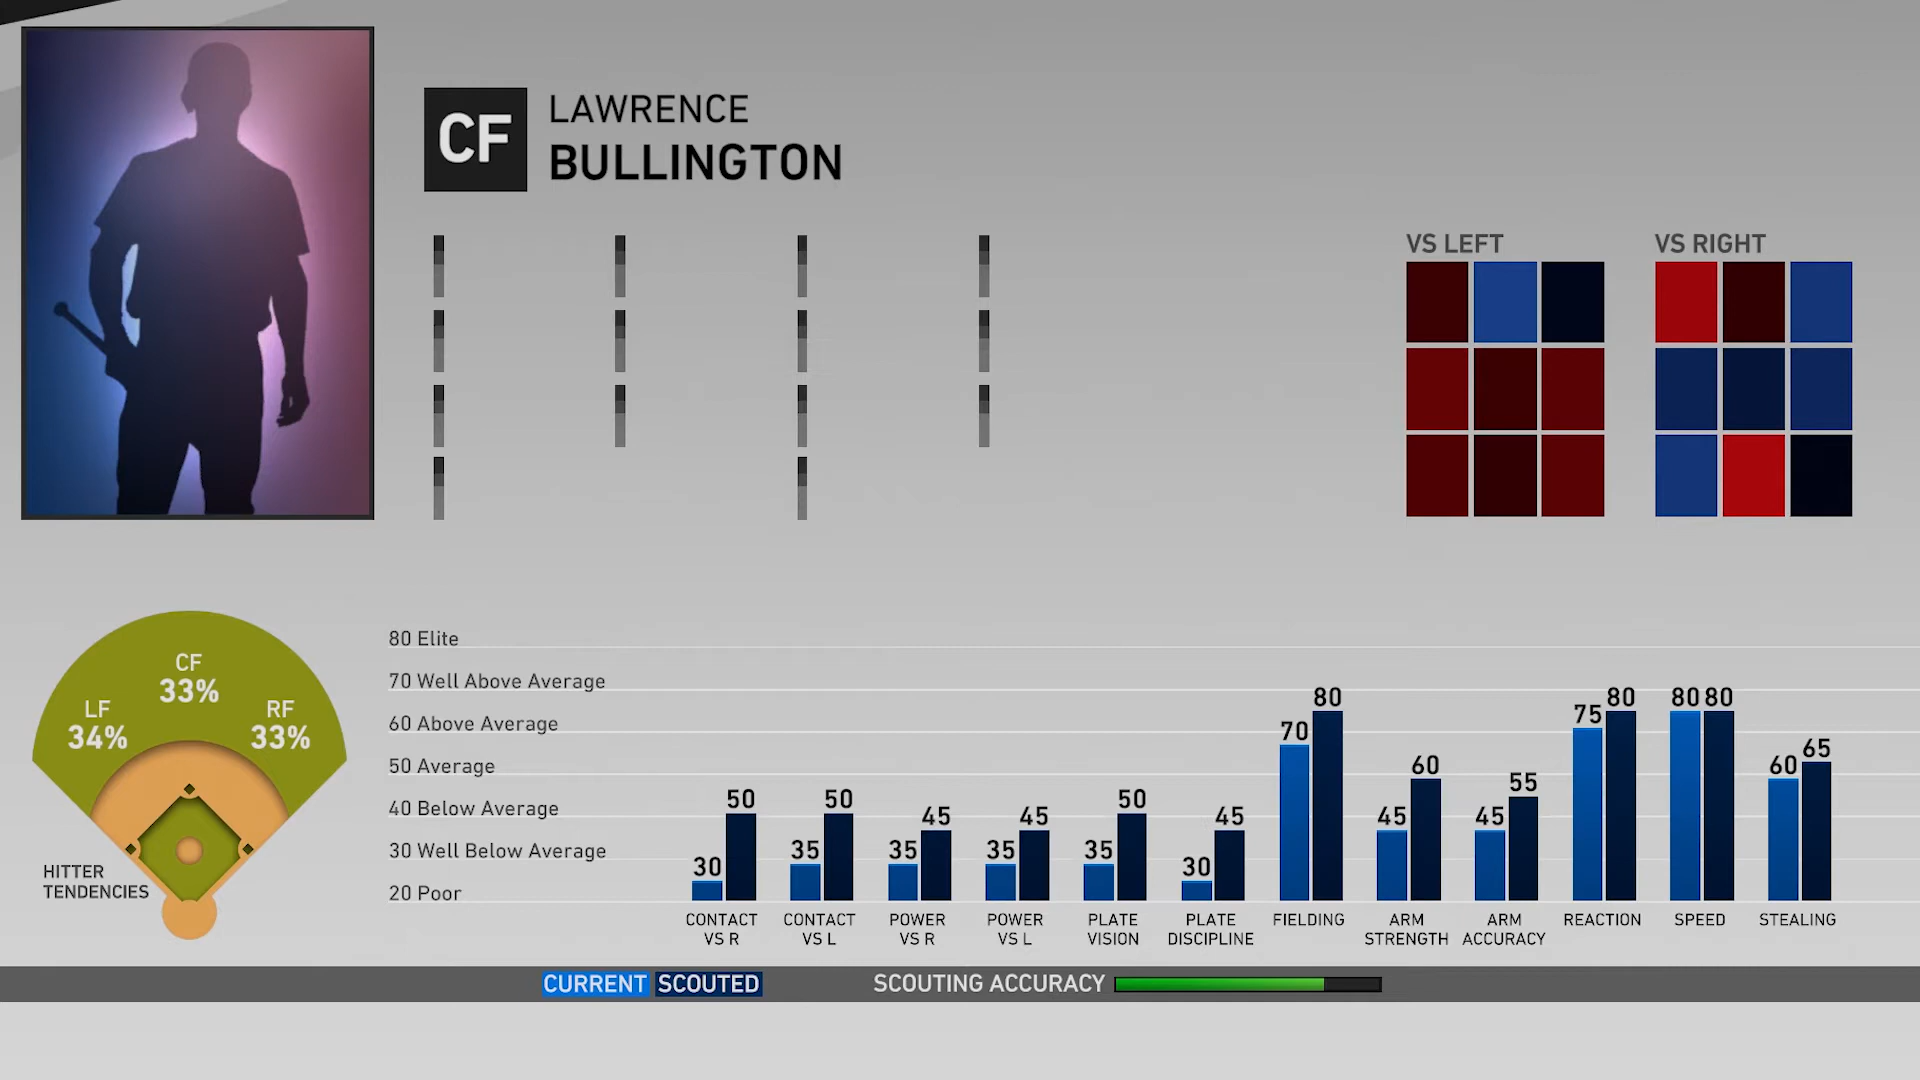 CF
LAWRENCE
BULLINGTON
VS LEFT
VS RIGHT
CF
33%
LF
34%
RF
33%
HITTER
TENDENCIES
80 Elite
70 Well Above Average
60 Above Average
50 Average
40 Below Average
30 Well Below Average
20 Poor
30 50
35 50
35 45
35 45
35 50
30 45
70 80
45 60
45 55
75 80
80 80
60 65
CONTACT
VS R
CONTACT
VS L
POWER
VS R
POWER
VS L
PLATE
VISION
PLATE
DISCIPLINE
FIELDING
ARM
STRENGTH
ARM
ACCURACY
REACTION
SPEED
STEALING
CURRENT SCOUTED
SCOUTING ACCURACY